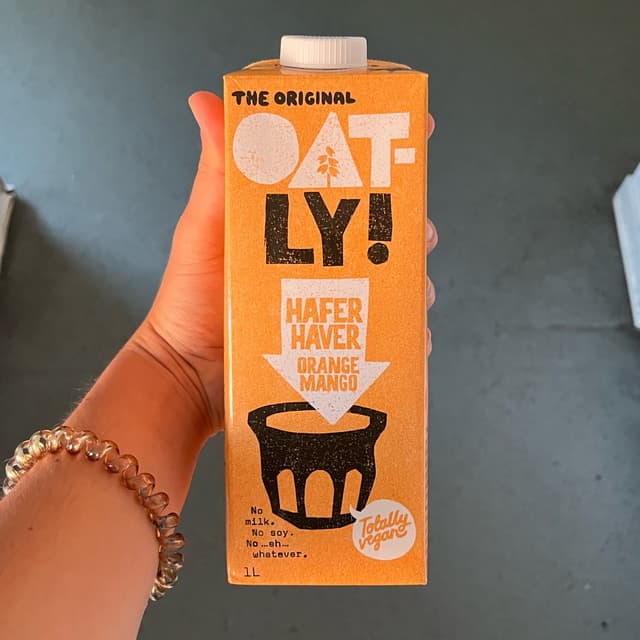 THE ORIGINAL
OAT-
LY!
HAFER
HAVER
ORANGE
MANGO
No
milk.
No soy.
No …eh…
whatever.
Totally
vegan
1L